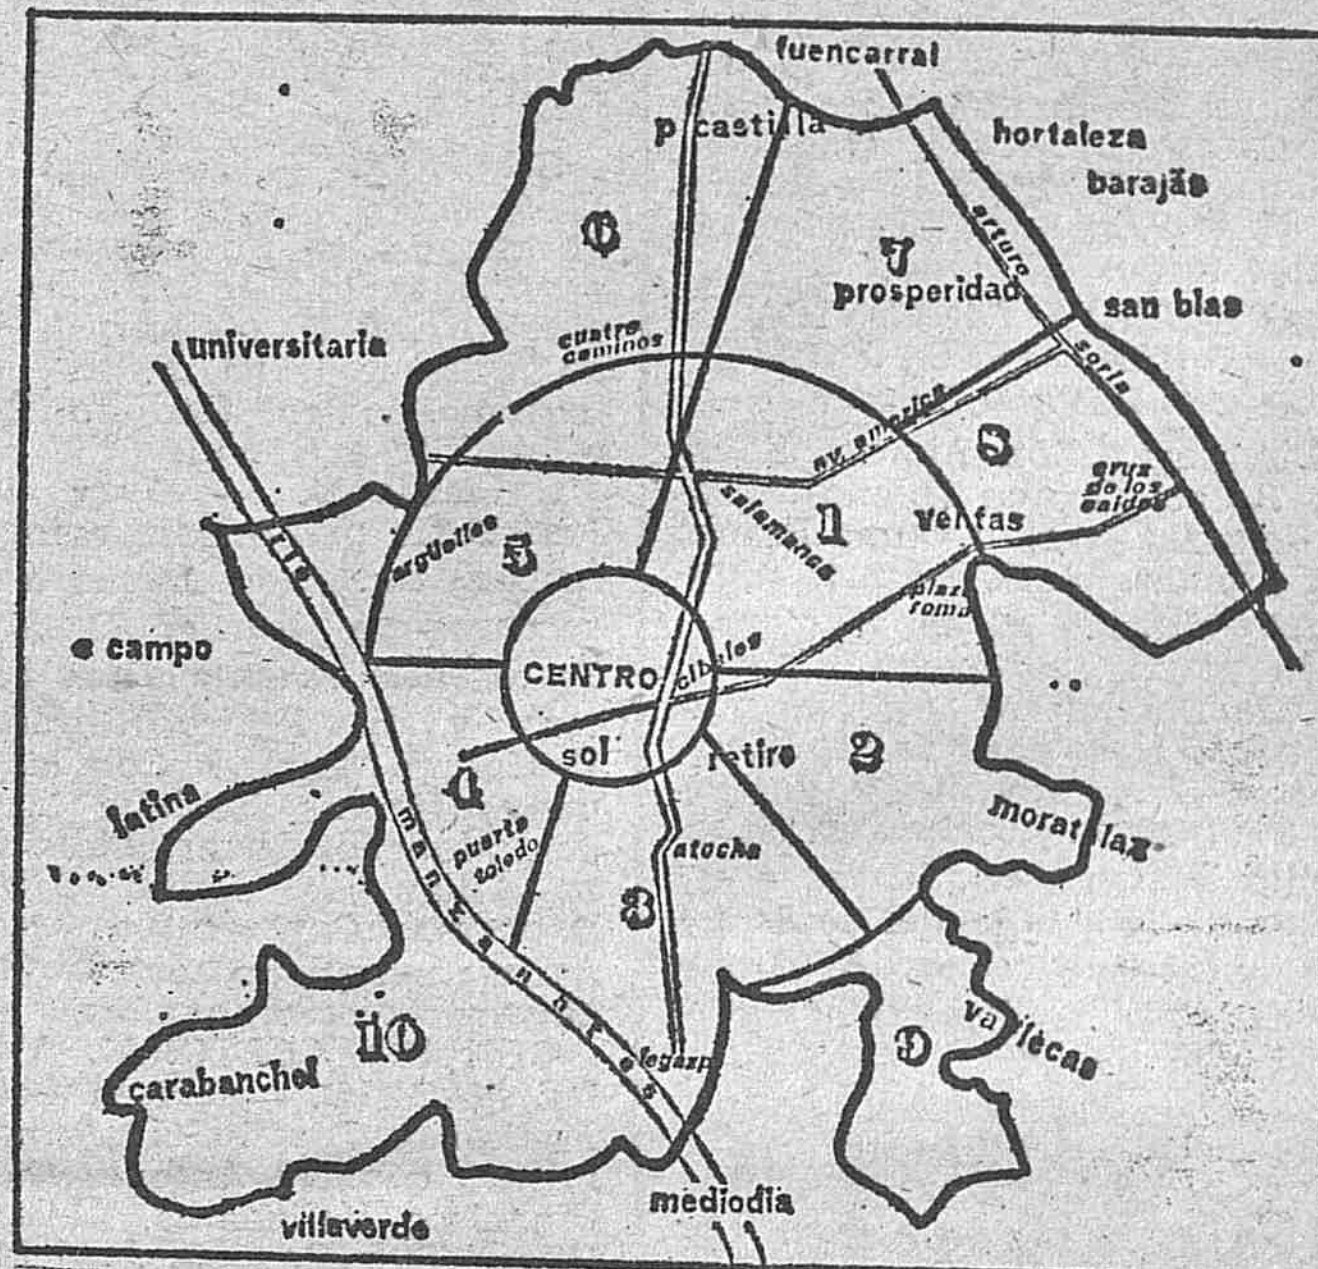 fuencarral
p castilla
hortaleza
barajas
6
7
arturo
prosperidad
san blas
universitaria
cuatro
caminos
soria
av. america
8
cruz
de los
caidos
salamanca
1
Ventas
argüelles
5
rio
plaza
roma
c campo
CENTRO
cibeles
sol
retiro
2
latina
4
puerta
toledo
manzanares
atocha
moratalaz
3
10
9
vallecas
carabanchel
legazpi
mediodia
villaverde